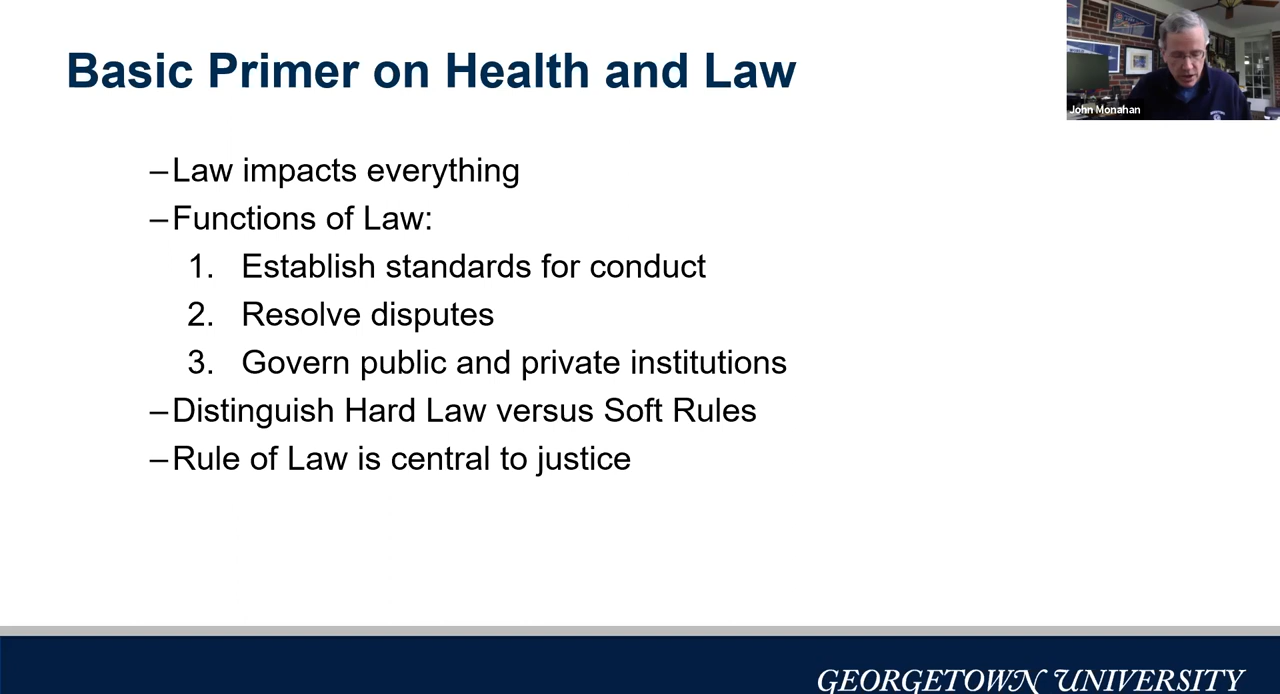 Basic Primer on Health and Law
John Monahan
–Law impacts everything
–Functions of Law:
1. Establish standards for conduct
2. Resolve disputes
3. Govern public and private institutions
–Distinguish Hard Law versus Soft Rules
–Rule of Law is central to justice
GEORGETOWN UNIVERSITY